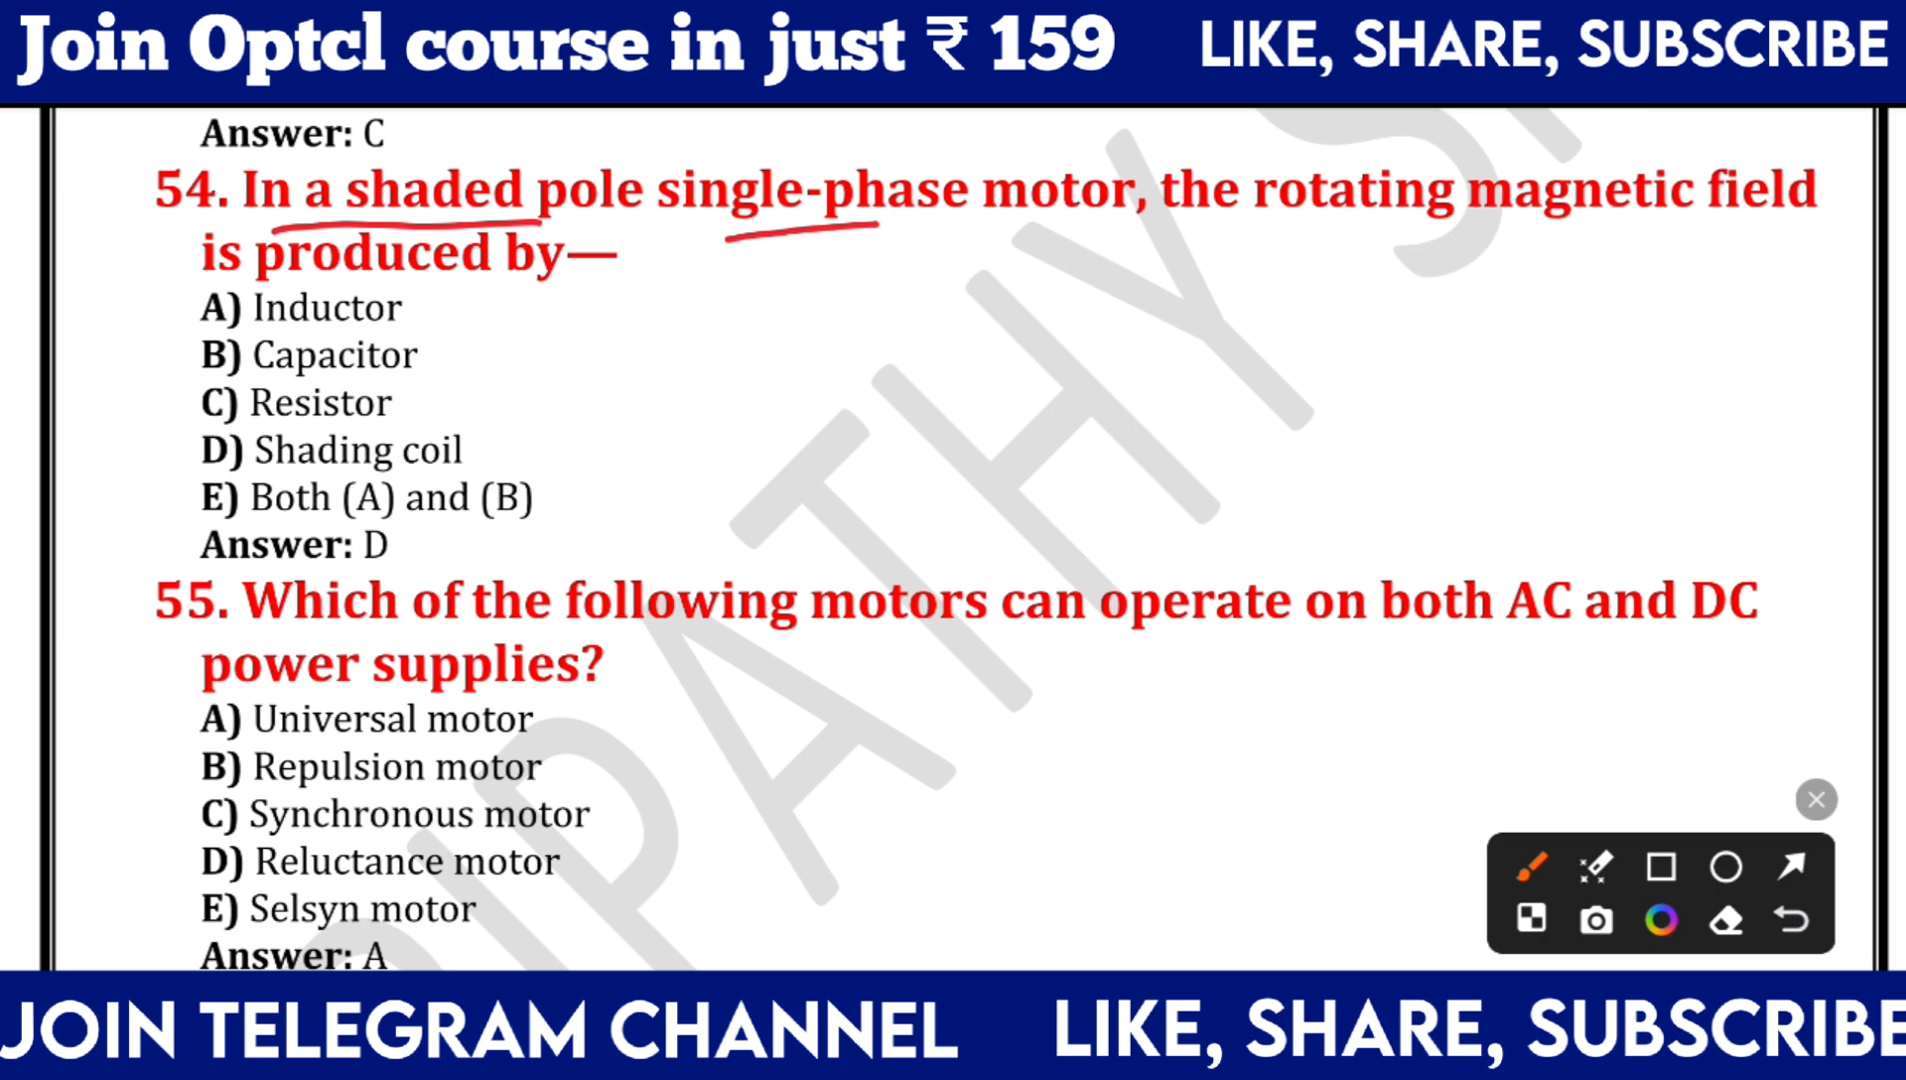 Join Optcl course in just ₹ 159 LIKE, SHARE, SUBSCRIBE
Answer: C
54. In a shaded pole single-phase motor, the rotating magnetic field
is produced by—
A) Inductor
B) Capacitor
C) Resistor
D) Shading coil
E) Both (A) and (B)
Answer: D
55. Which of the following motors can operate on both AC and DC
power supplies?
A) Universal motor
B) Repulsion motor
C) Synchronous motor
D) Reluctance motor
E) Selsyn motor
Answer: A
JOIN TELEGRAM CHANNEL LIKE, SHARE, SUBSCRIBE